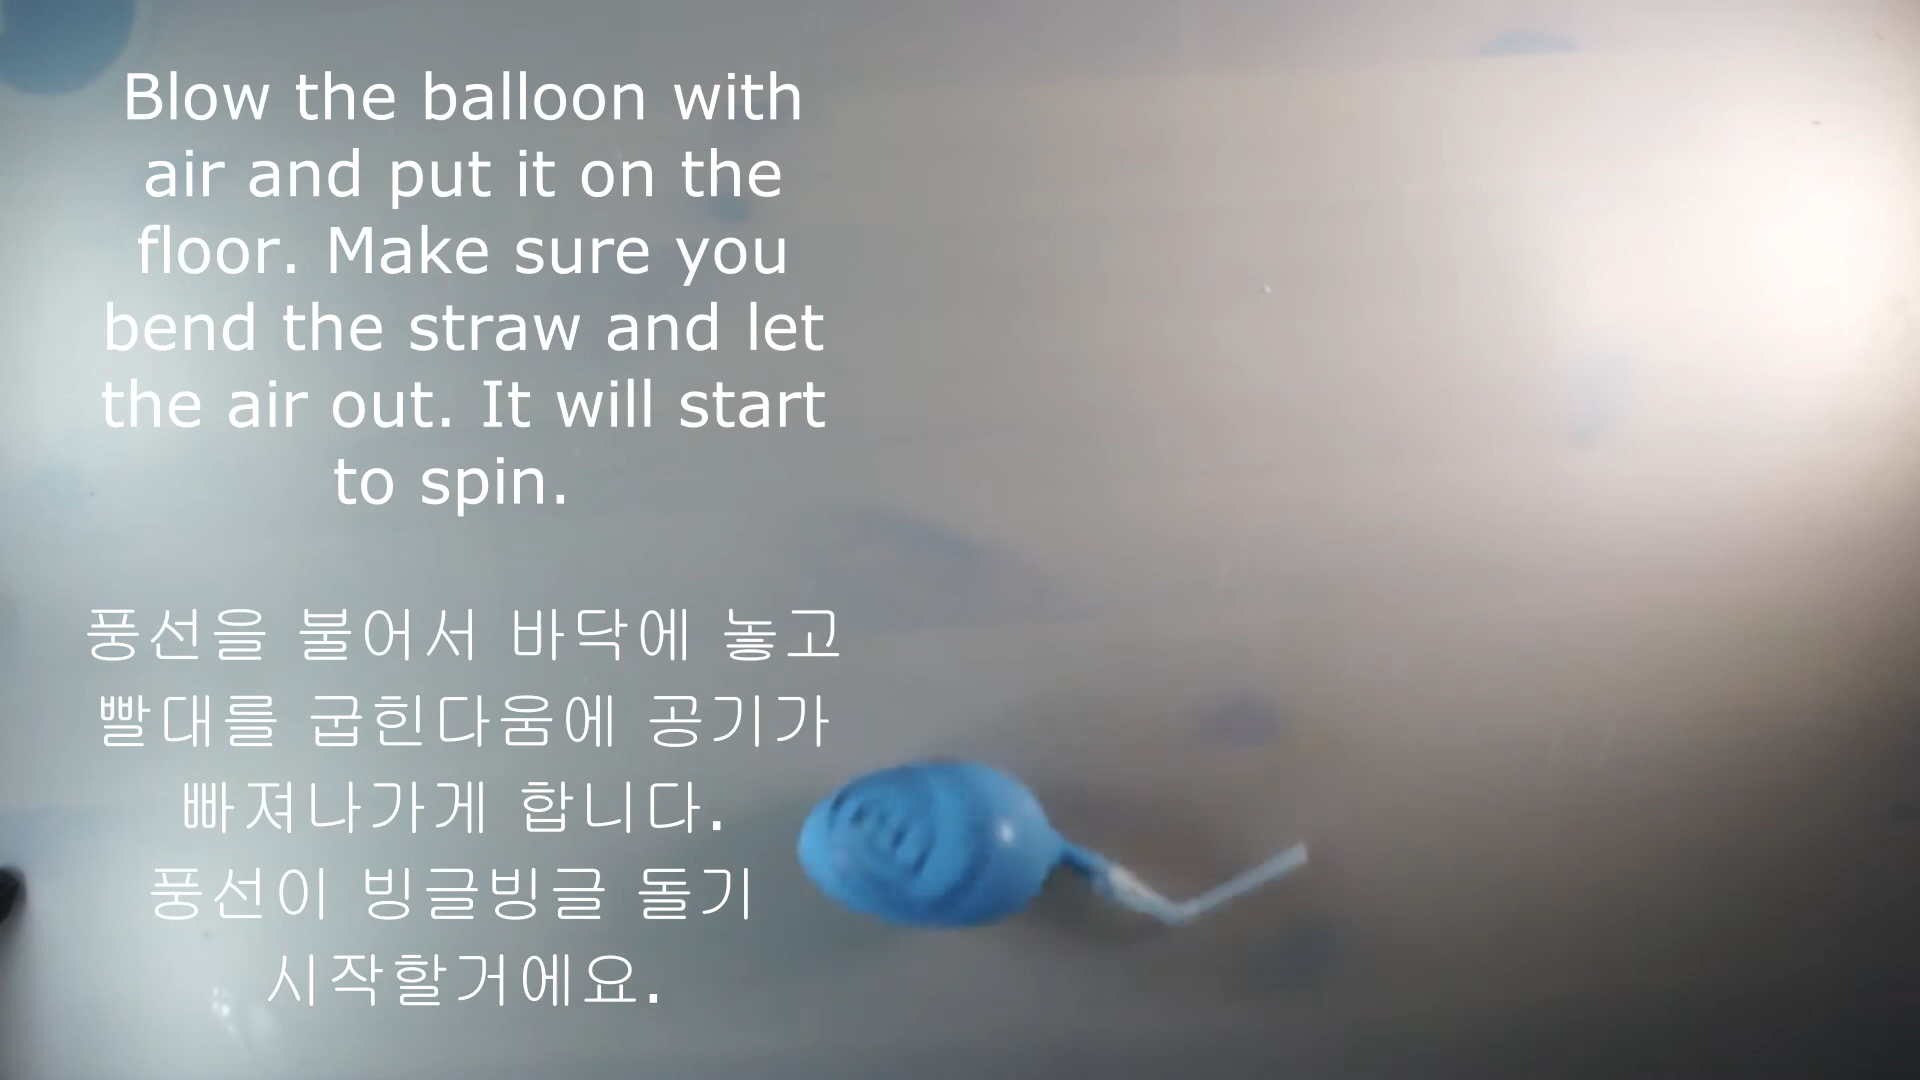 Blow the balloon with
air and put it on the
floor. Make sure you
bend the straw and let
the air out. It will start
to spin.
풍선을 불어서 바닥에 놓고
빨대를 굽힌다움에 공기가
빠져나가게 합니다.
풍선이 빙글빙글 돌기
시작할거에요.